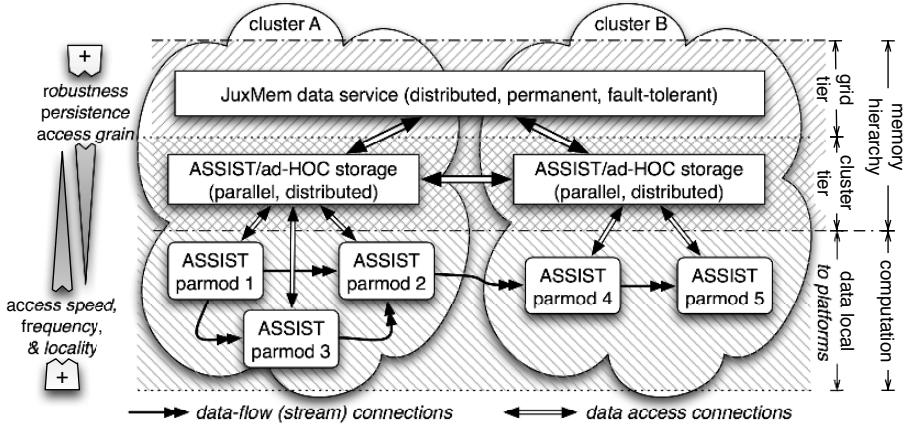 cluster A
cluster B
+
robustness
persistence
access grain
JuxMem data service (distributed, permanent, fault-tolerant)
grid
tier
memory
hierarchy
ASSIST/ad-HOC storage
(parallel, distributed)
ASSIST/ad-HOC storage
(parallel, distributed)
cluster
tier
ASSIST
parmod 1
ASSIST
parmod 2
ASSIST
parmod 3
ASSIST
parmod 4
ASSIST
parmod 5
data local
to platforms
computation
access speed,
frequency,
& locality
+
data-flow (stream) connections
data access connections